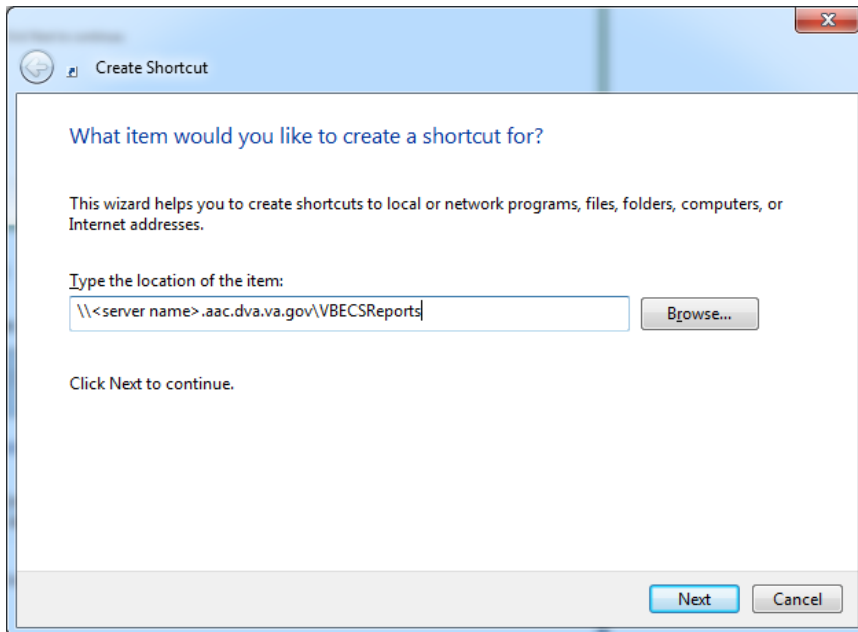 Create Shortcut
What item would you like to create a shortcut for?
This wizard helps you to create shortcuts to local or network programs, files, folders, computers, or
Internet addresses.
Type the location of the item:
\\<server name>.aac.dva.va.gov\VBECSReports
Browse...
Click Next to continue.
Next
Cancel